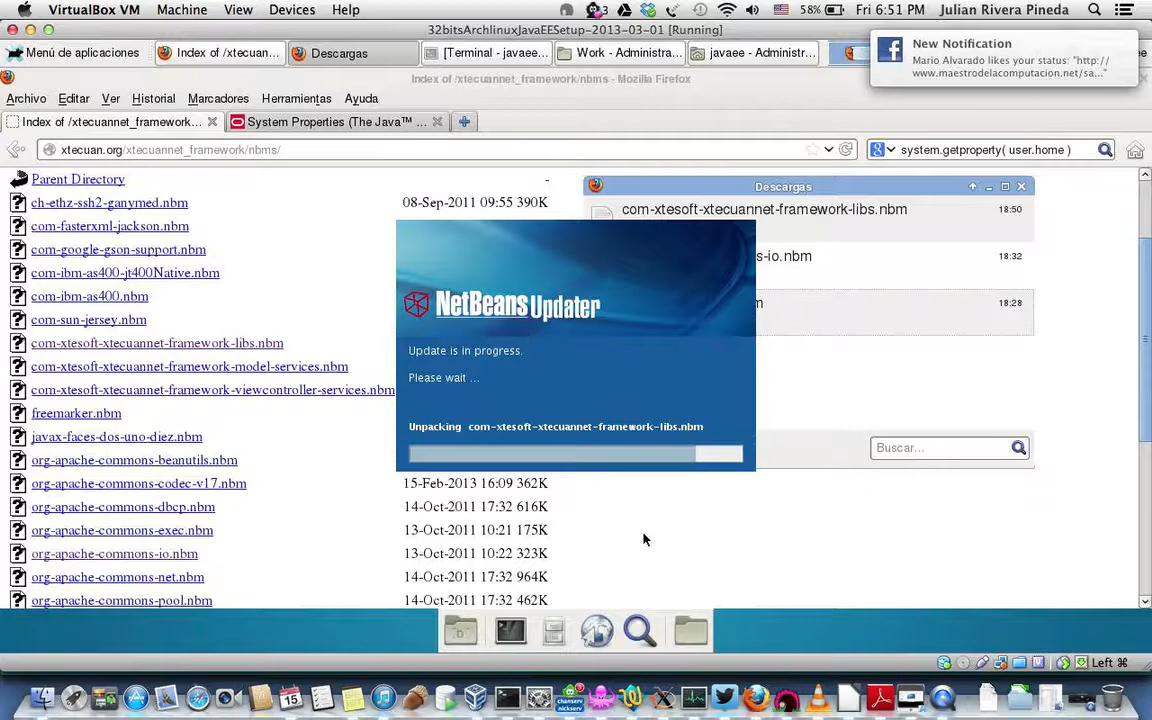 VirtualBox VM Machine View Devices Help 3 58% Fri 6:51 PM Julian Rivera Pineda
32bitsArchlinuxJavaEESetup-2013-03-01 [Running]
Menú de aplicaciones Index of /xtecuan... Descargas [Terminal - javaee... Work - Administra... javaee - Administr...
New Notification
Mario Alvarado likes your status: "http://
www.maestrodelacomputacion.net/sa..."
Index of /xtecuannet_framework/nbms - Mozilla Firefox
Archivo Editar Ver Historial Marcadores Herramientas Ayuda
Index of /xtecuannet_framework... System Properties (The Java™ ...
xtecuan.org/xtecuannet_framework/nbms/ system.getproperty( user.home )
Parent Directory -
Descargas
ch-ethz-ssh2-ganymed.nbm 08-Sep-2011 09:55 390K
com-xtesoft-xtecuannet-framework-libs.nbm 18:50
com-fasterxml-jackson.nbm
com-google-gson-support.nbm
s-io.nbm 18:32
com-ibm-as400-jt400Native.nbm
com-ibm-as400.nbm
m 18:28
NetBeans Updater
com-sun-jersey.nbm
com-xtesoft-xtecuannet-framework-libs.nbm
Update is in progress.
com-xtesoft-xtecuannet-framework-model-services.nbm
Please wait ...
com-xtesoft-xtecuannet-framework-viewcontroller-services.nbm
freemarker.nbm
Unpacking com-xtesoft-xtecuannet-framework-libs.nbm
javax-faces-dos-uno-diez.nbm
Buscar...
org-apache-commons-beanutils.nbm
org-apache-commons-codec-v17.nbm 15-Feb-2013 16:09 362K
org-apache-commons-dbcp.nbm 14-Oct-2011 17:32 616K
org-apache-commons-exec.nbm 13-Oct-2011 10:21 175K
org-apache-commons-io.nbm 13-Oct-2011 10:22 323K
org-apache-commons-net.nbm 14-Oct-2011 17:32 964K
org-apache-commons-pool.nbm 14-Oct-2011 17:32 462K
Left ⌘